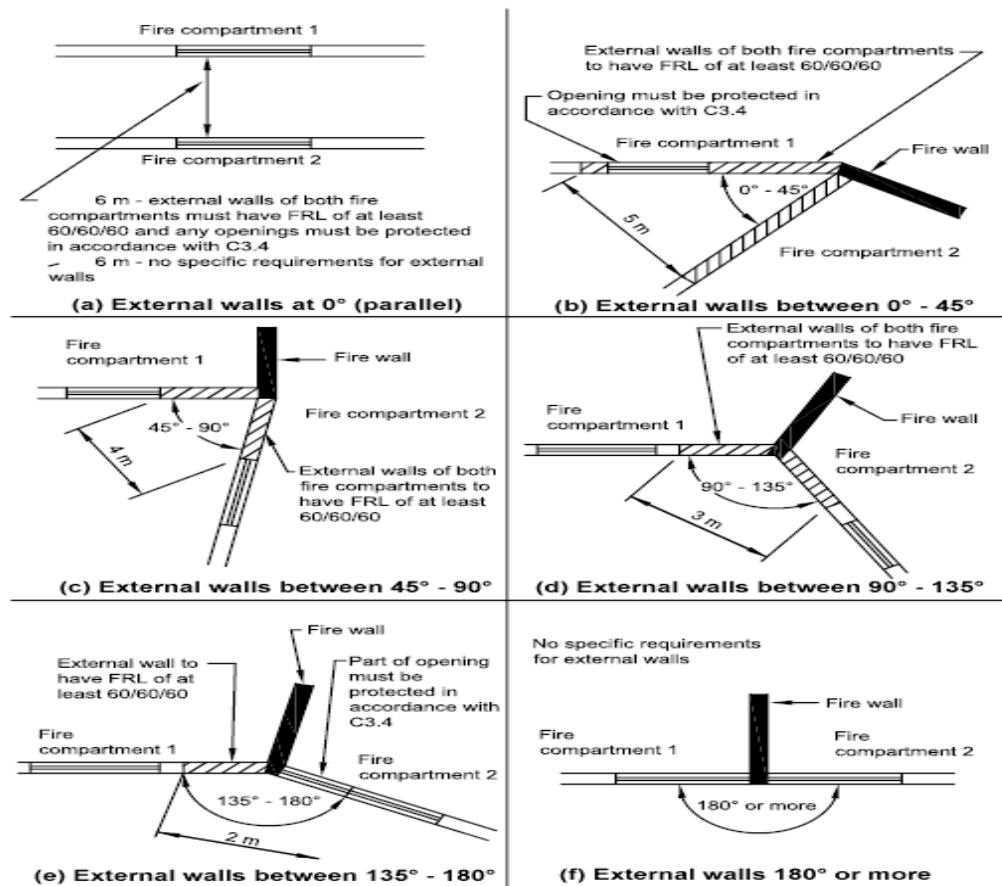 Fire compartment 1
Fire compartment 2
6 m - external walls of both fire
compartments must have FRL of at least
60/60/60 and any openings must be protected
in accordance with C3.4
6 m - no specific requirements for external
walls
(a) External walls at 0° (parallel)
External walls of both fire compartments
to have FRL of at least 60/60/60
Opening must be protected in
accordance with C3.4
Fire compartment 1
Fire wall
0° - 45°
5 m
Fire compartment 2
(b) External walls between 0° - 45°
Fire
compartment 1
Fire wall
Fire compartment 2
45° - 90°
4 m
External walls of both
fire compartments to
have FRL of at least
60/60/60
(c) External walls between 45° - 90°
External walls of both fire
compartments to have FRL
of at least 60/60/60
Fire
compartment 1
Fire wall
Fire
compartment 2
90° - 135°
3 m
(d) External walls between 90° - 135°
Fire wall
External wall to
have FRL of at
least 60/60/60
Part of opening
must be
protected in
accordance with
C3.4
Fire
compartment 1
Fire
compartment 2
135° - 180°
2 m
(e) External walls between 135° - 180°
No specific requirements
for external walls
Fire wall
Fire
compartment 1
Fire
compartment 2
180° or more
(f) External walls 180° or more